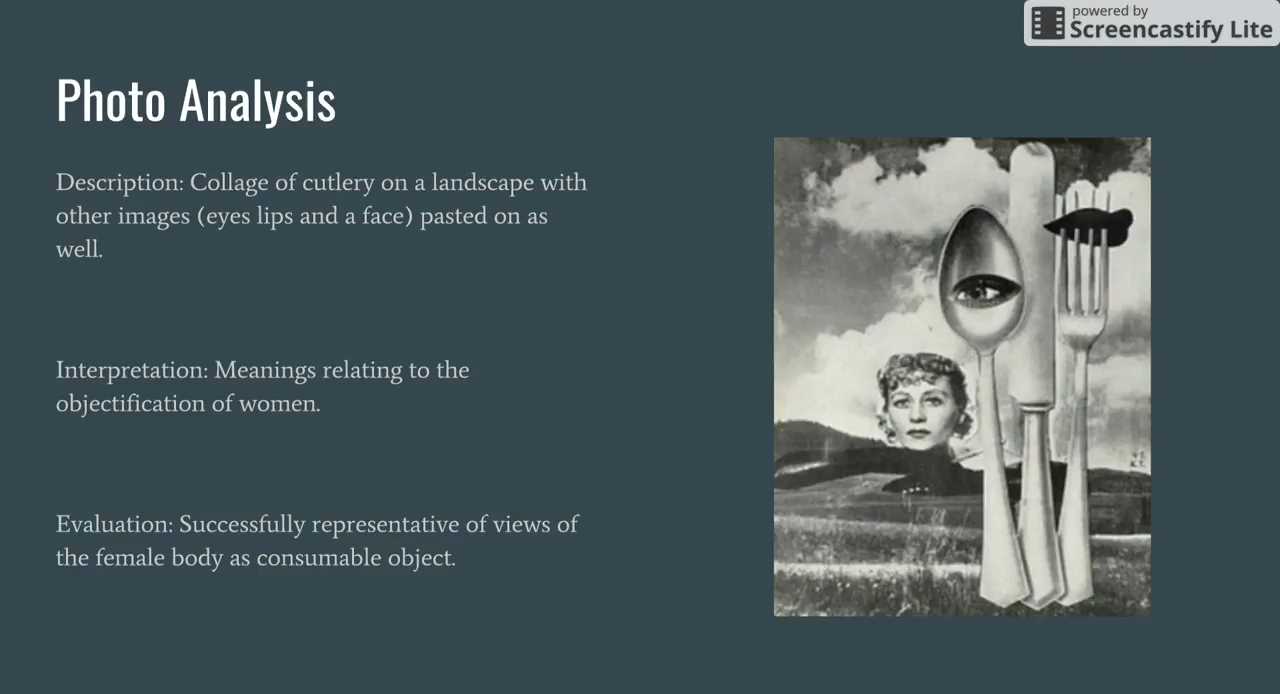 powered by
Screencastify Lite
Photo Analysis
Description: Collage of cutlery on a landscape with
other images (eyes lips and a face) pasted on as
well.
Interpretation: Meanings relating to the
objectification of women.
Evaluation: Successfully representative of views of
the female body as consumable object.